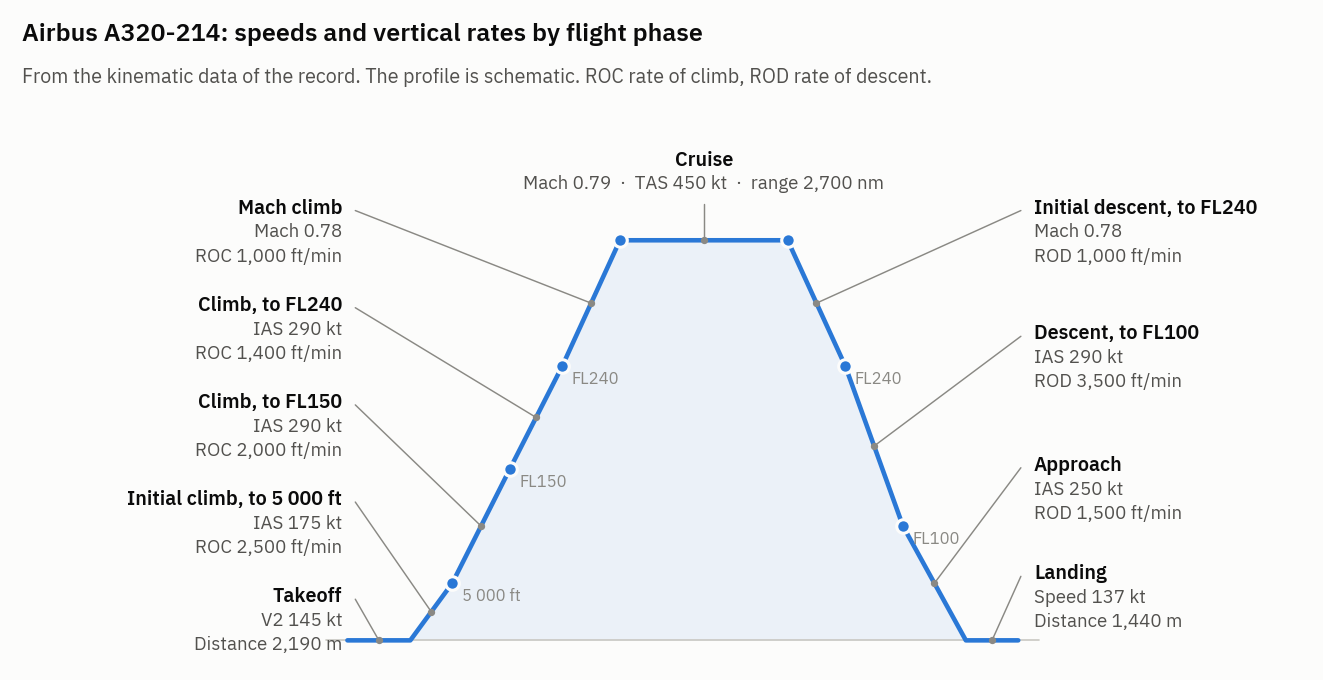 Airbus A320-214: speeds and vertical rates by flight phase
From the kinematic data of the record. The profile is schematic. ROC rate of climb, ROD rate of descent.
Cruise
Mach 0.79 · TAS 450 kt · range 2,700 nm
Mach climb
Mach 0.78
ROC 1,000 ft/min
Climb, to FL240
IAS 290 kt
ROC 1,400 ft/min
Climb, to FL150
IAS 290 kt
ROC 2,000 ft/min
Initial climb, to 5 000 ft
IAS 175 kt
ROC 2,500 ft/min
Takeoff
V2 145 kt
Distance 2,190 m
FL240
FL150
5 000 ft
FL240
FL100
Initial descent, to FL240
Mach 0.78
ROD 1,000 ft/min
Descent, to FL100
IAS 290 kt
ROD 3,500 ft/min
Approach
IAS 250 kt
ROD 1,500 ft/min
Landing
Speed 137 kt
Distance 1,440 m